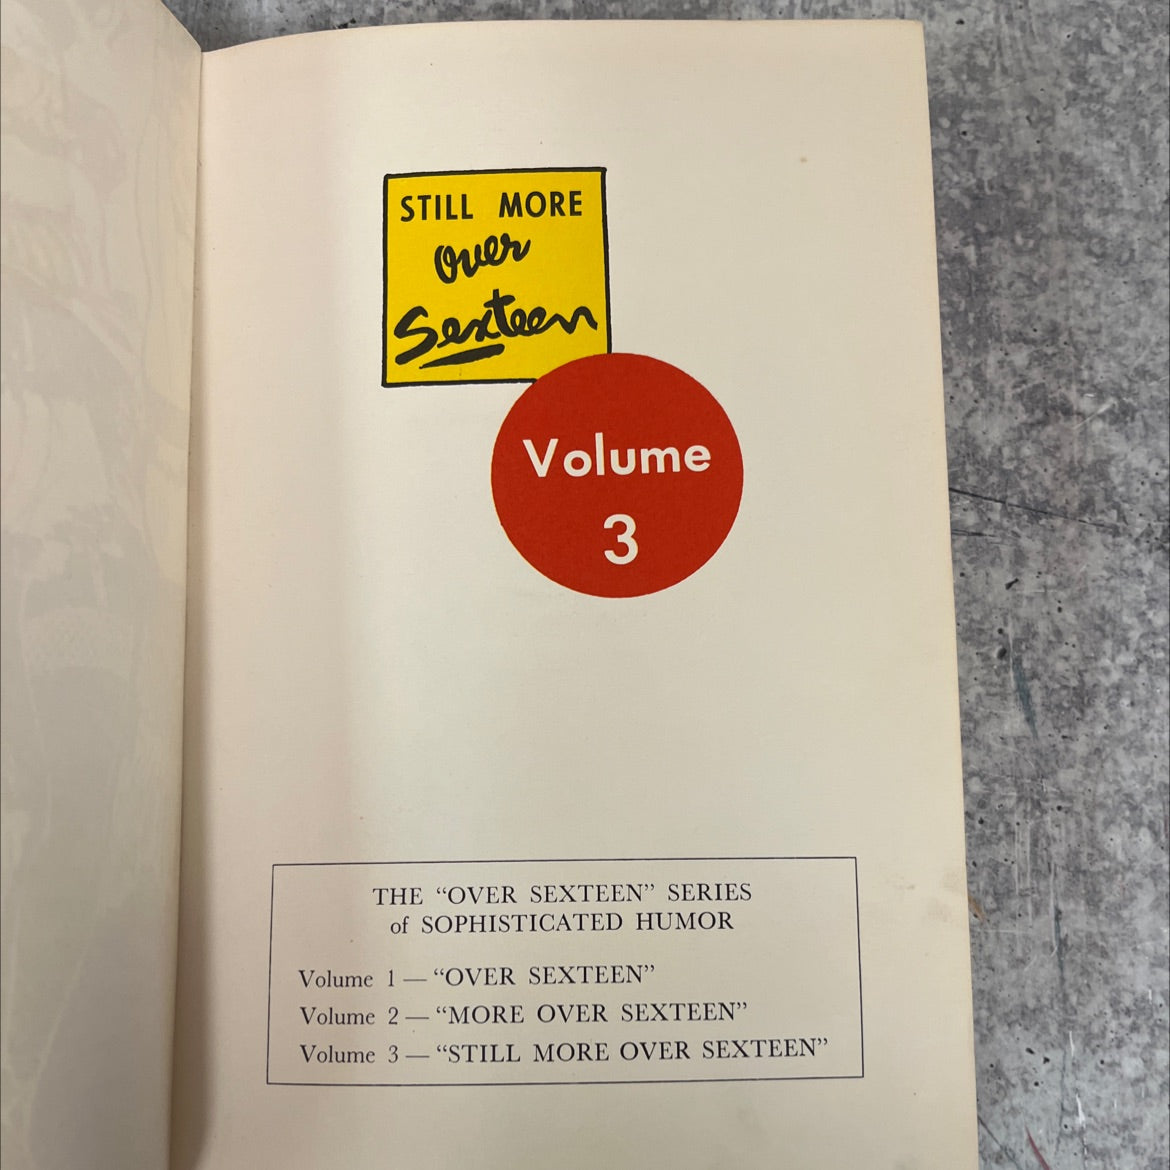 STILL MORE
Over
Sexteen
Volume
3
THE “OVER SEXTEEN” SERIES
of SOPHISTICATED HUMOR
Volume 1 — “OVER SEXTEEN”
Volume 2 — “MORE OVER SEXTEEN”
Volume 3 — “STILL MORE OVER SEXTEEN”